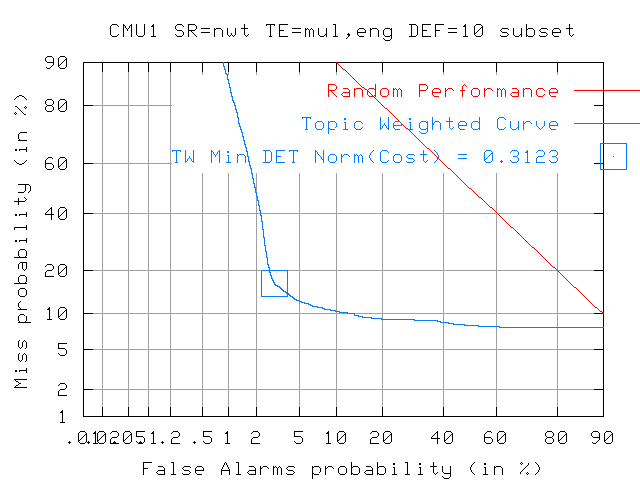 CMU1 SR=nwt TE=mul,eng DEF=10 subset
90
Random Performance
80
Topic Weighted Curve
60
TW Min DET Norm(Cost) = 0.3123
40
20
10
5
2
1
Miss probability (in %)
.01 .02 .05 .1 .2 .5 1 2 5 10 20 40 60 80 90
False Alarms probability (in %)